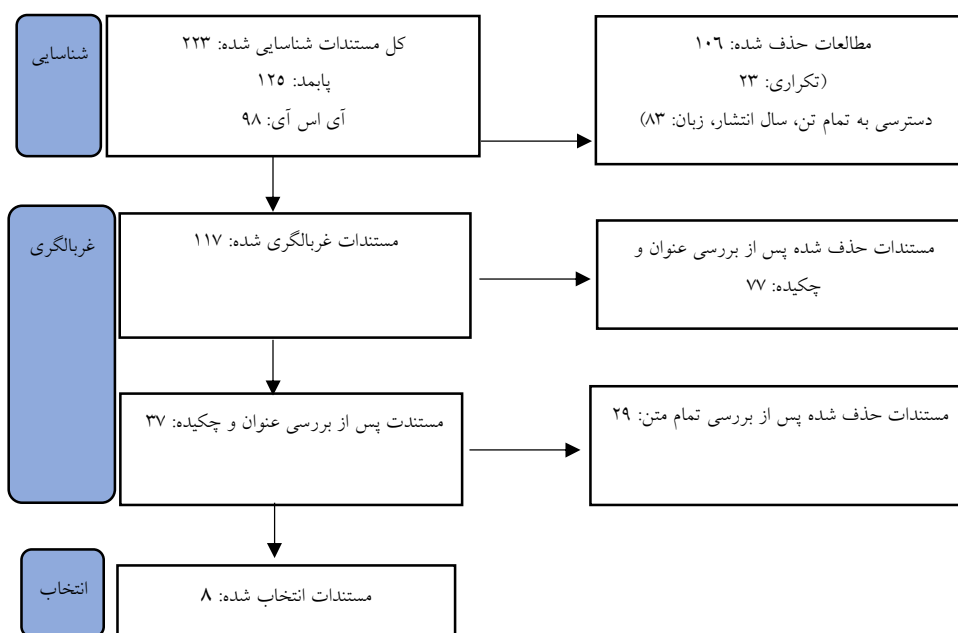 شناسایی
کل مستندات شناسایی شده: ۲۲۳
پابمد: ۱۲۵
آی اس آی: ۹۸
مطالعات حذف شده: ۱۰۶
(تکراری: ۲۳
دسترسی به تمام تن، سال انتشار، زبان: ۸۳)
غربالگری
مستندات غربالگری شده: ۱۱۷
مستندات حذف شده پس از بررسی عنوان و
چکیده: ۷۷
مستندت پس از بررسی عنوان و چکیده: ۳۷
مستندات حذف شده پس از بررسی تمام متن: ۲۹
انتخاب
مستندات انتخاب شده: ۸